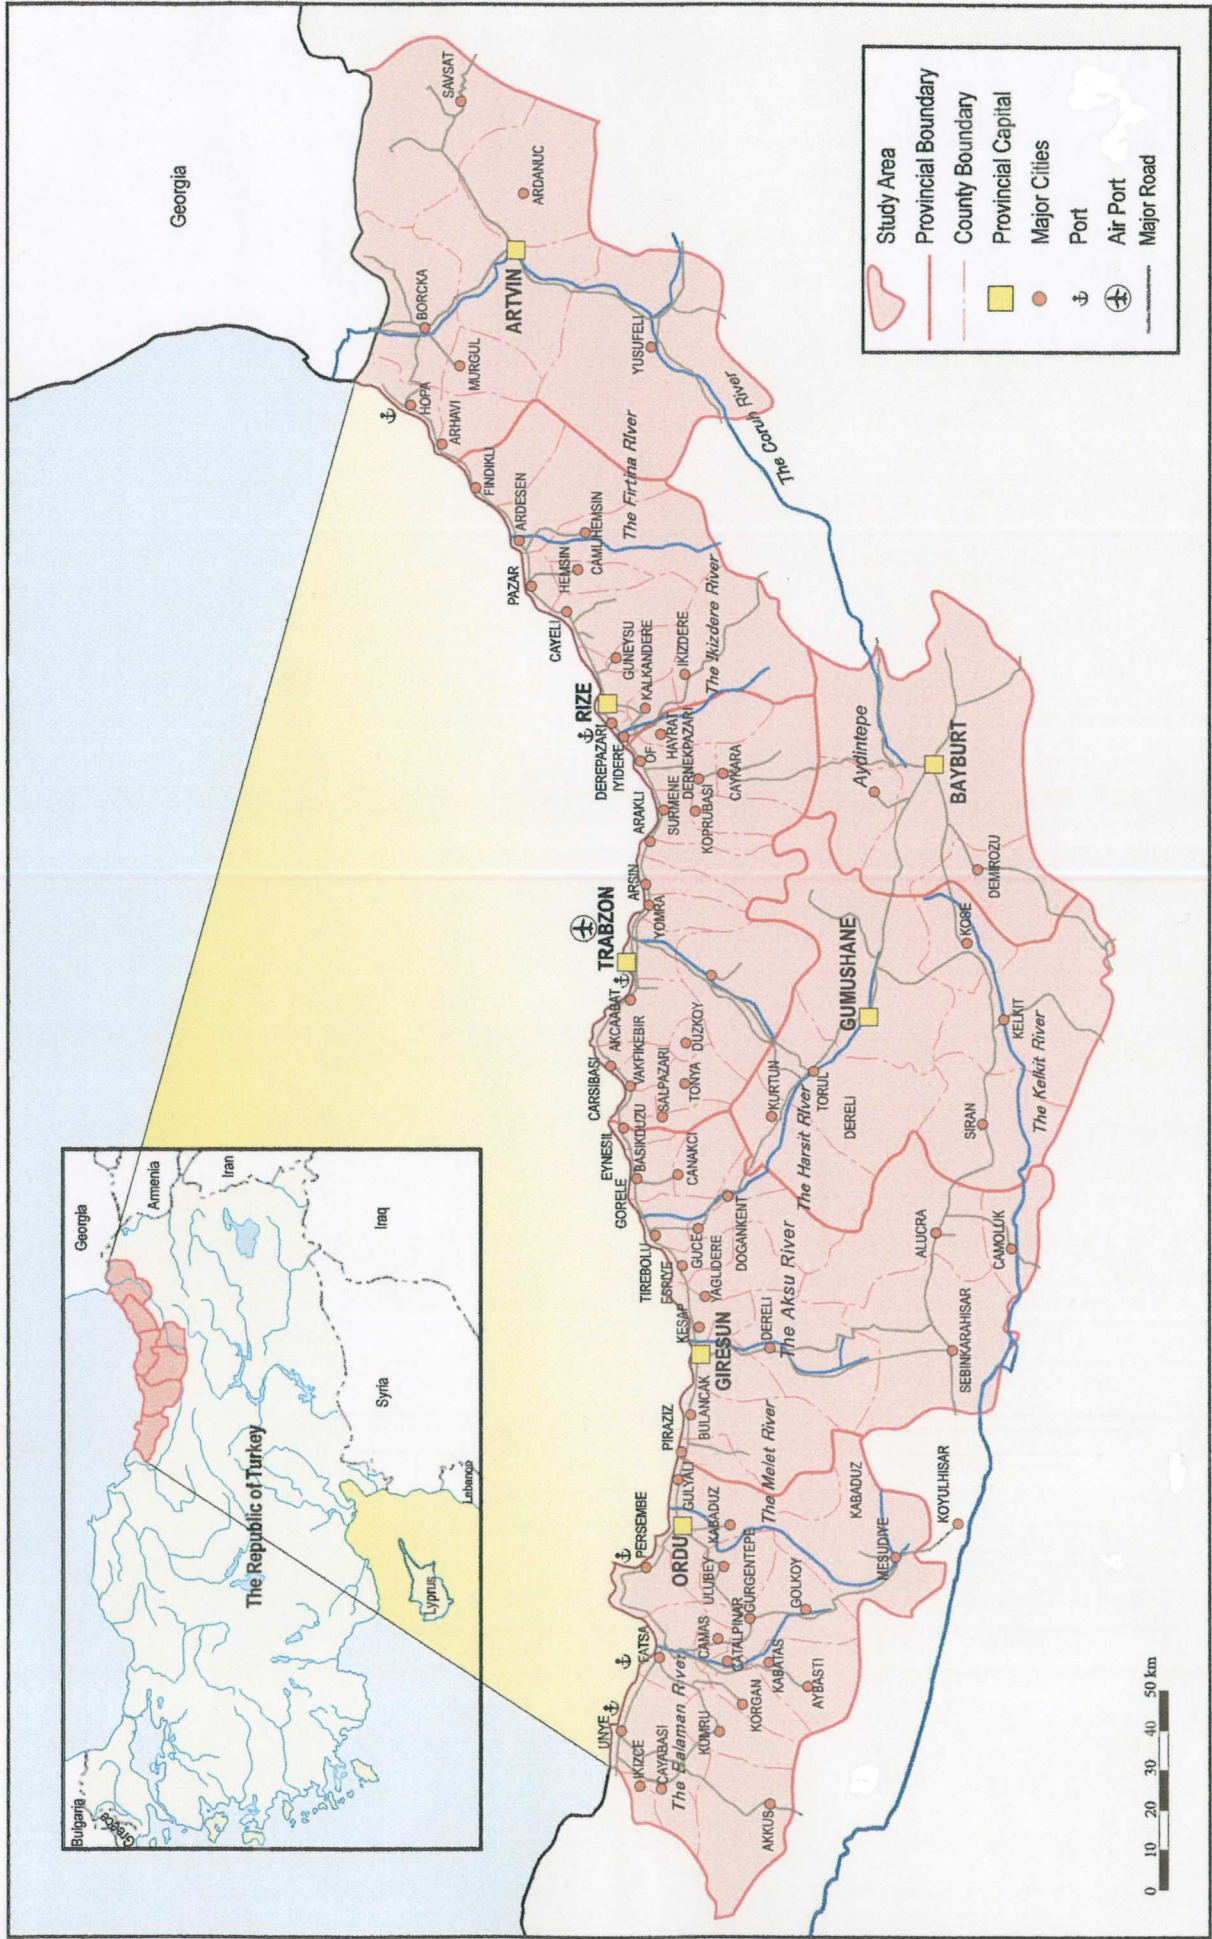 Bulgaria
Greece
Georgia
Armenia
Iran
Iraq
Syria
Lebanon
Lyprus
The Republic of Turkey
Georgia
SAVSAT
ARDANUC
ARTVIN
BORCKA
MURGUL
HOPA
ARHAVI
YUSUFELI
The Coruh River
FINDIKLI
ARDESEN
The Firtina River
CAMLIHEMSIN
HEMSIN
PAZAR
CAYELI
GUNEYSU
KALKANDERE
IKIZDERE
The Ikizdere River
RIZE
DEREPAZARI
IYIDERE
OF
HAYRAT
DERNEKPAZARI
CAYKARA
SURMENE
KOPRUBASI
ARAKLI
ARSIN
YOMRA
TRABZON
AKCAABAT
DUZKOY
CARSIBASI
VAKFIKEBIR
SALPAZARI
TONYA
BASIKDUZU
EYNESIL
GORELE
CANAKCI
Aydintepe
BAYBURT
DEMIROZU
GUMUSHANE
KOSE
KELKIT
The Kelkit River
KURTUN
TORUL
The Harsit River
DERELI
SIRAN
TIREBOLU
ESRIYE
GUCE
YAGLIDERE
DOGANKENT
KESAP
GIRESUN
DERELI
The Aksu River
ALUCRA
CAMOLUK
SEBINKARAHISAR
BULANCAK
PIRAZIZ
GULYALI
The Melet River
KABADUZ
KABADUZ
ORDU
PERSEMBE
ULUBEY
GURGENTEPE
GOLKOY
MESUDIYE
KOYULHISAR
FATSA
CAMAS
CATALPINAR
KABATAS
AYBASTI
KORGAN
KUMRU
UNYE
IKIZCE
CAYABASI
The Balaman River
AKKUS
0 10 20 30 40 50 km
Study Area
Provincial Boundary
County Boundary
Provincial Capital
Major Cities
Port
Air Port
Major Road